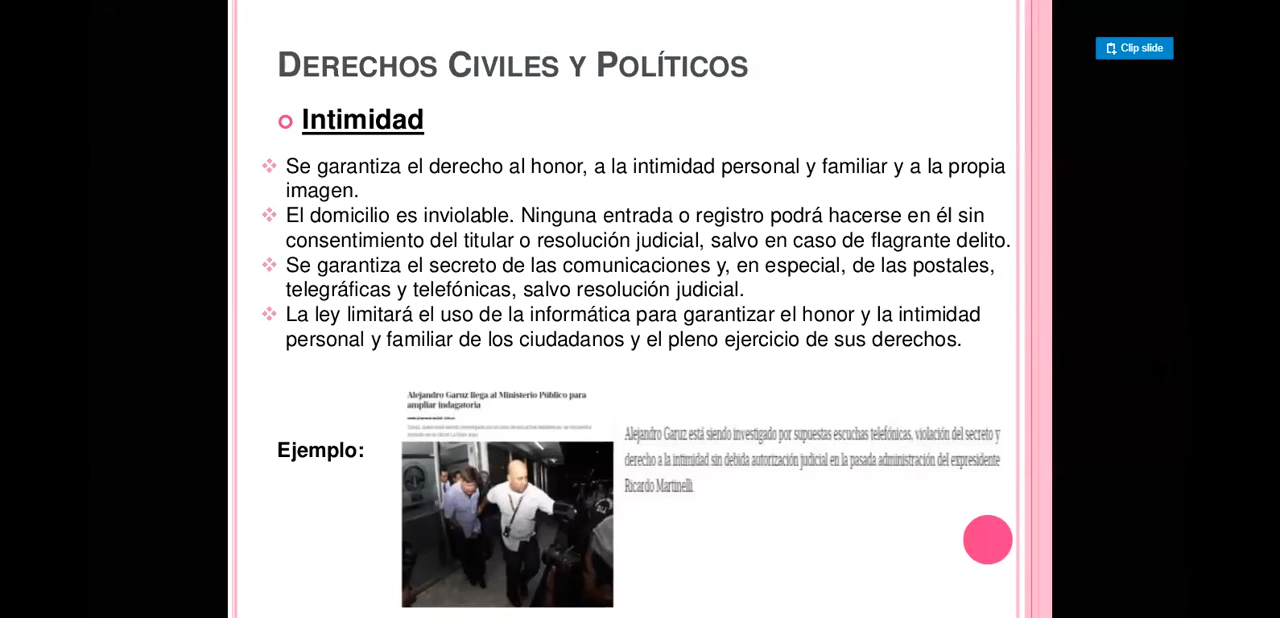 Clip slide
DERECHOS CIVILES Y POLÍTICOS
Intimidad
Se garantiza el derecho al honor, a la intimidad personal y familiar y a la propia
imagen.
El domicilio es inviolable. Ninguna entrada o registro podrá hacerse en él sin
consentimiento del titular o resolución judicial, salvo en caso de flagrante delito.
Se garantiza el secreto de las comunicaciones y, en especial, de las postales,
telegráficas y telefónicas, salvo resolución judicial.
La ley limitará el uso de la informática para garantizar el honor y la intimidad
personal y familiar de los ciudadanos y el pleno ejercicio de sus derechos.
Ejemplo:
Alejandro Garuz llega al Ministerio Público para
ampliar indagatoria
Alejandro Garuz está siendo investigado por supuestas escuchas telefónicas, violación del secreto y
derecho a la intimidad sin debida autorización judicial en la pasada administración del expresidente
Ricardo Martinelli.